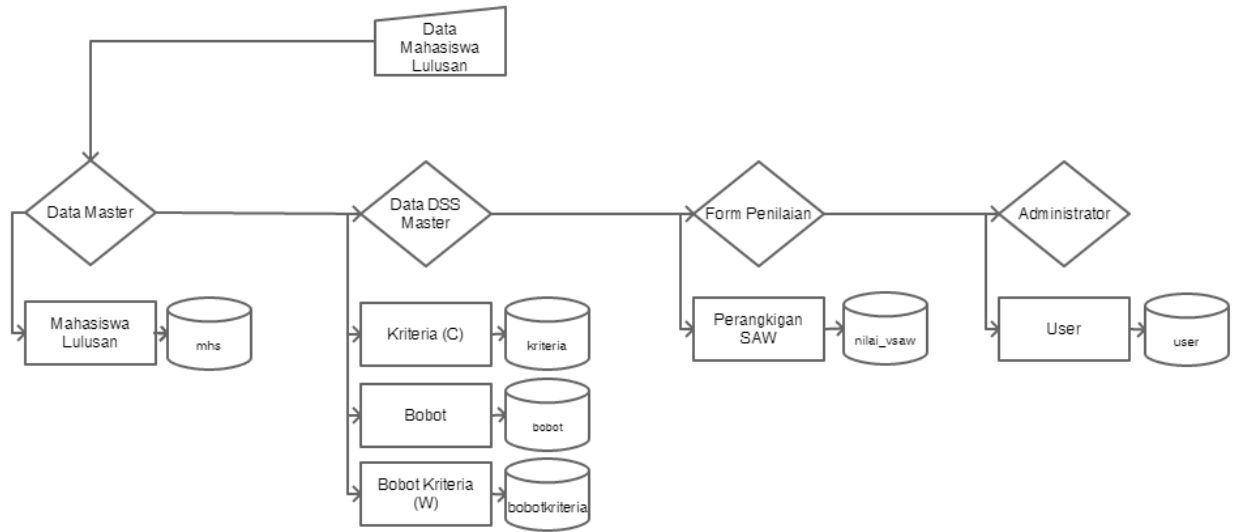 Data
Mahasiswa
Lulusan
Data Master
Data DSS
Master
Form Penilaian
Administrator
Mahasiswa
Lulusan
mhs
Kriteria (C)
kriteria
Perangkigan
SAW
nilai_vsaw
User
user
Bobot
bobot
Bobot Kriteria
(W)
bobotkriteria